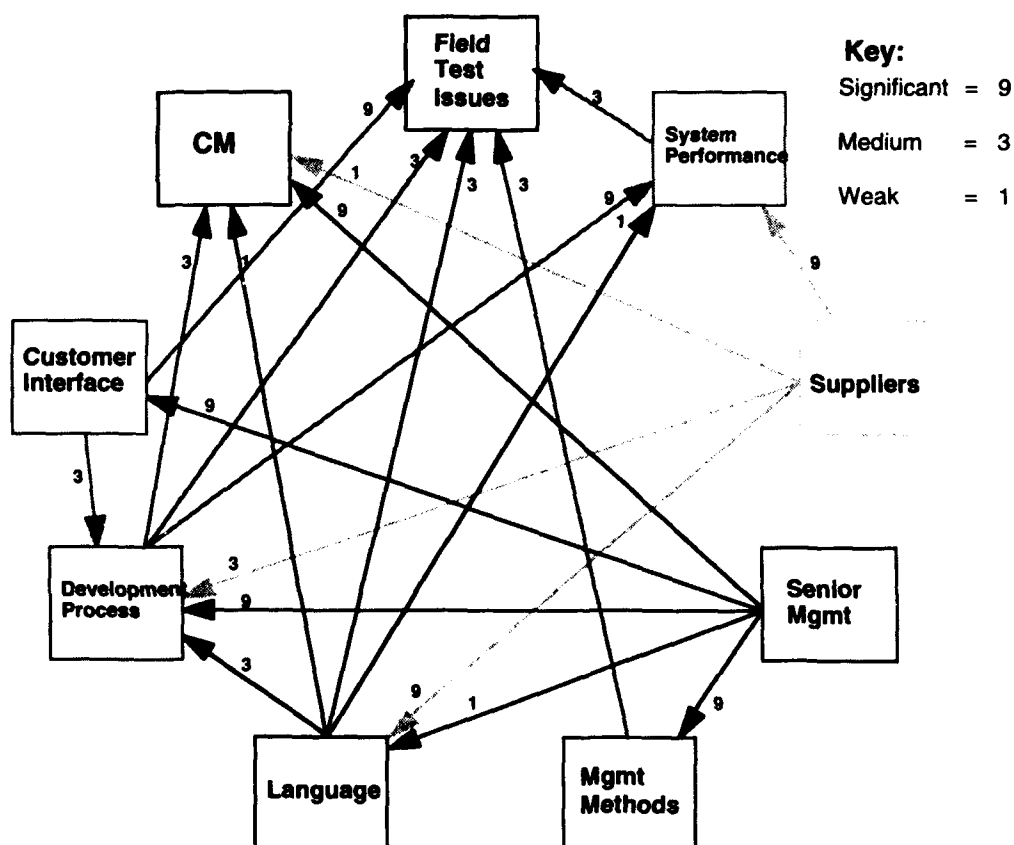 Field
Test
Issues
Key:
Significant = 9
Medium = 3
Weak = 1
CM
System
Performance
9
3
3
1
3
3
9
9
1
3
1
9
Customer
Interface
Suppliers
9
3
Development
Process
3
9
Senior
Mgmt
3
9
1
9
Language
Mgmt
Methods